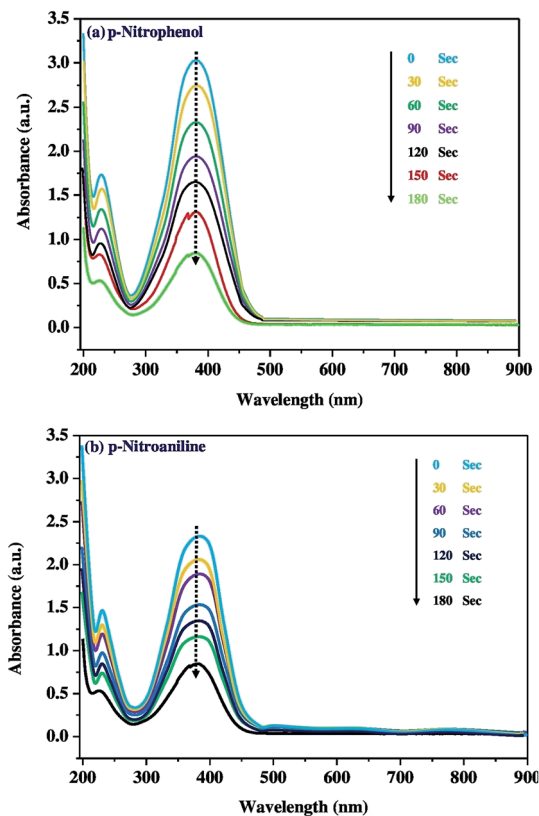 (a) p-Nitrophenol
3.5
3.0
2.5
2.0
1.5
1.0
0.5
0.0
Absorbance (a.u.)
0 Sec
30 Sec
60 Sec
90 Sec
120 Sec
150 Sec
180 Sec
200 300 400 500 600 700 800 900
Wavelength (nm)
(b) p-Nitroaniline
3.5
3.0
2.5
2.0
1.5
1.0
0.5
0.0
Absorbance (a.u.)
0 Sec
30 Sec
60 Sec
90 Sec
120 Sec
150 Sec
180 Sec
200 300 400 500 600 700 800 900
Wavelength (nm)